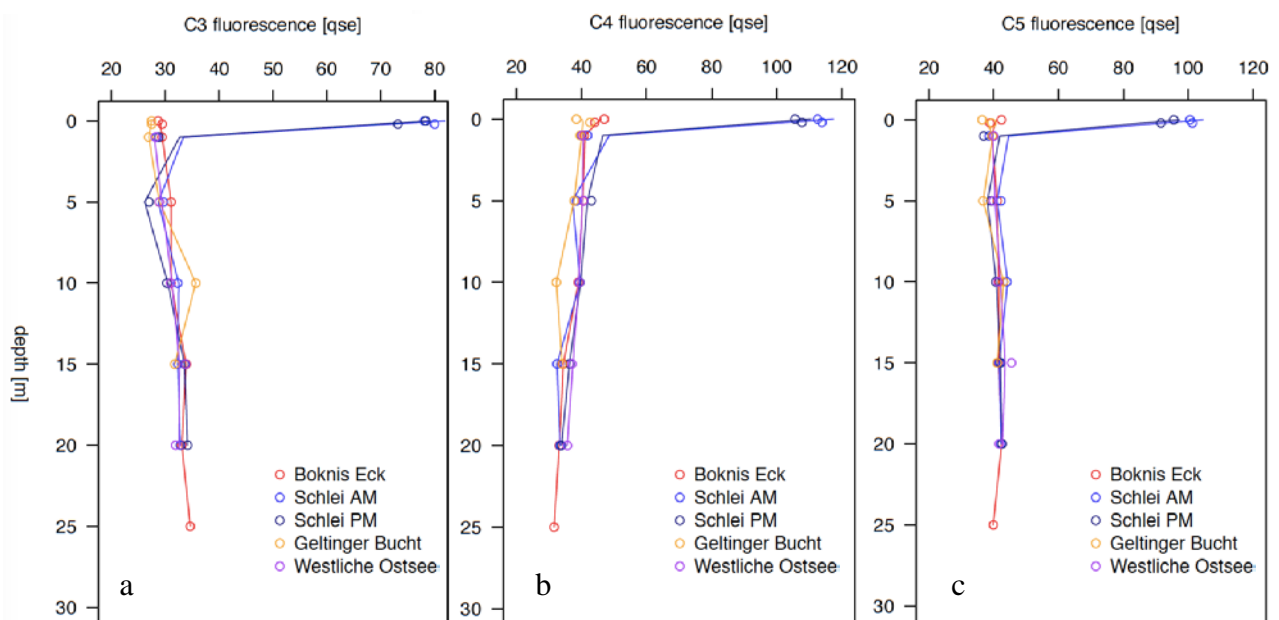 C3 fluorescence [qse]
20 30 40 50 60 70 80
depth [m]
0
5
10
15
20
25
30
Boknis Eck
Schlei AM
Schlei PM
Geltinger Bucht
Westliche Ostsee
a
C4 fluorescence [qse]
20 40 60 80 100 120
0
5
10
15
20
25
30
Boknis Eck
Schlei AM
Schlei PM
Geltinger Bucht
Westliche Ostsee
b
C5 fluorescence [qse]
20 40 60 80 100 120
0
5
10
15
20
25
30
Boknis Eck
Schlei AM
Schlei PM
Geltinger Bucht
Westliche Ostsee
c